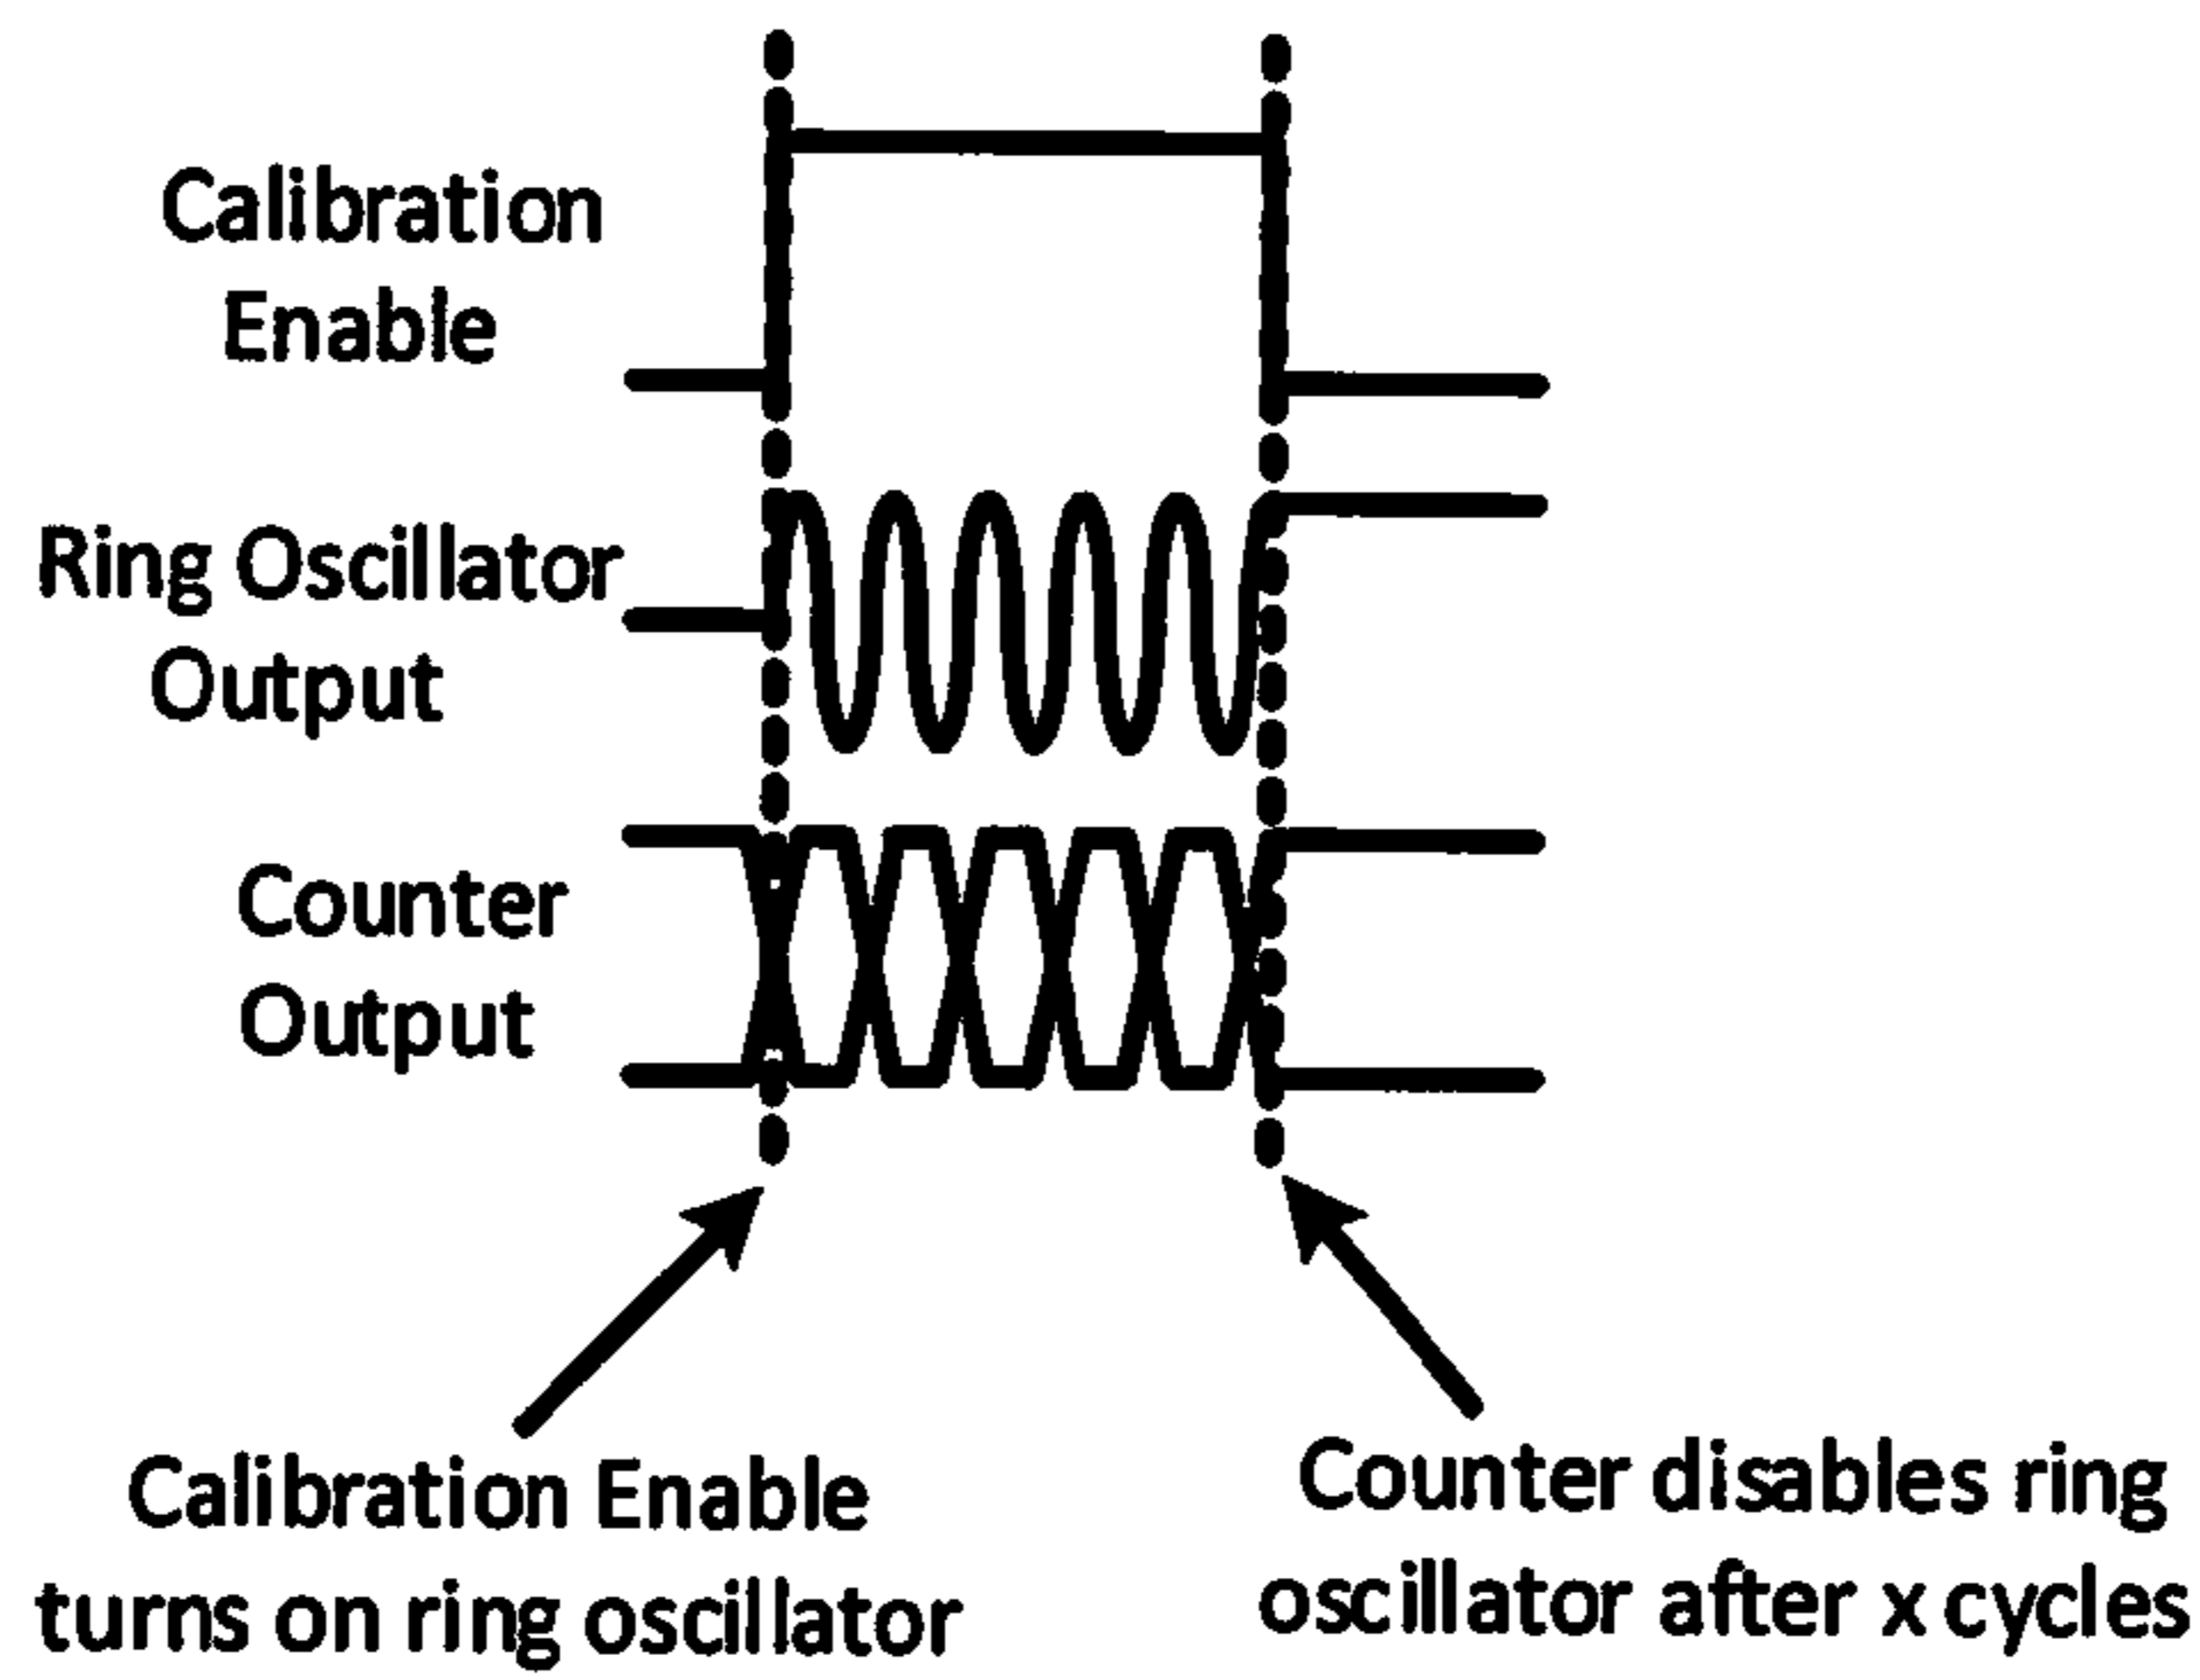 Calibration
Enable
Ring Oscillator
Output
Counter
Output
Calibration Enable
turns on ring oscillator
Counter disables ring
oscillator after x cycles